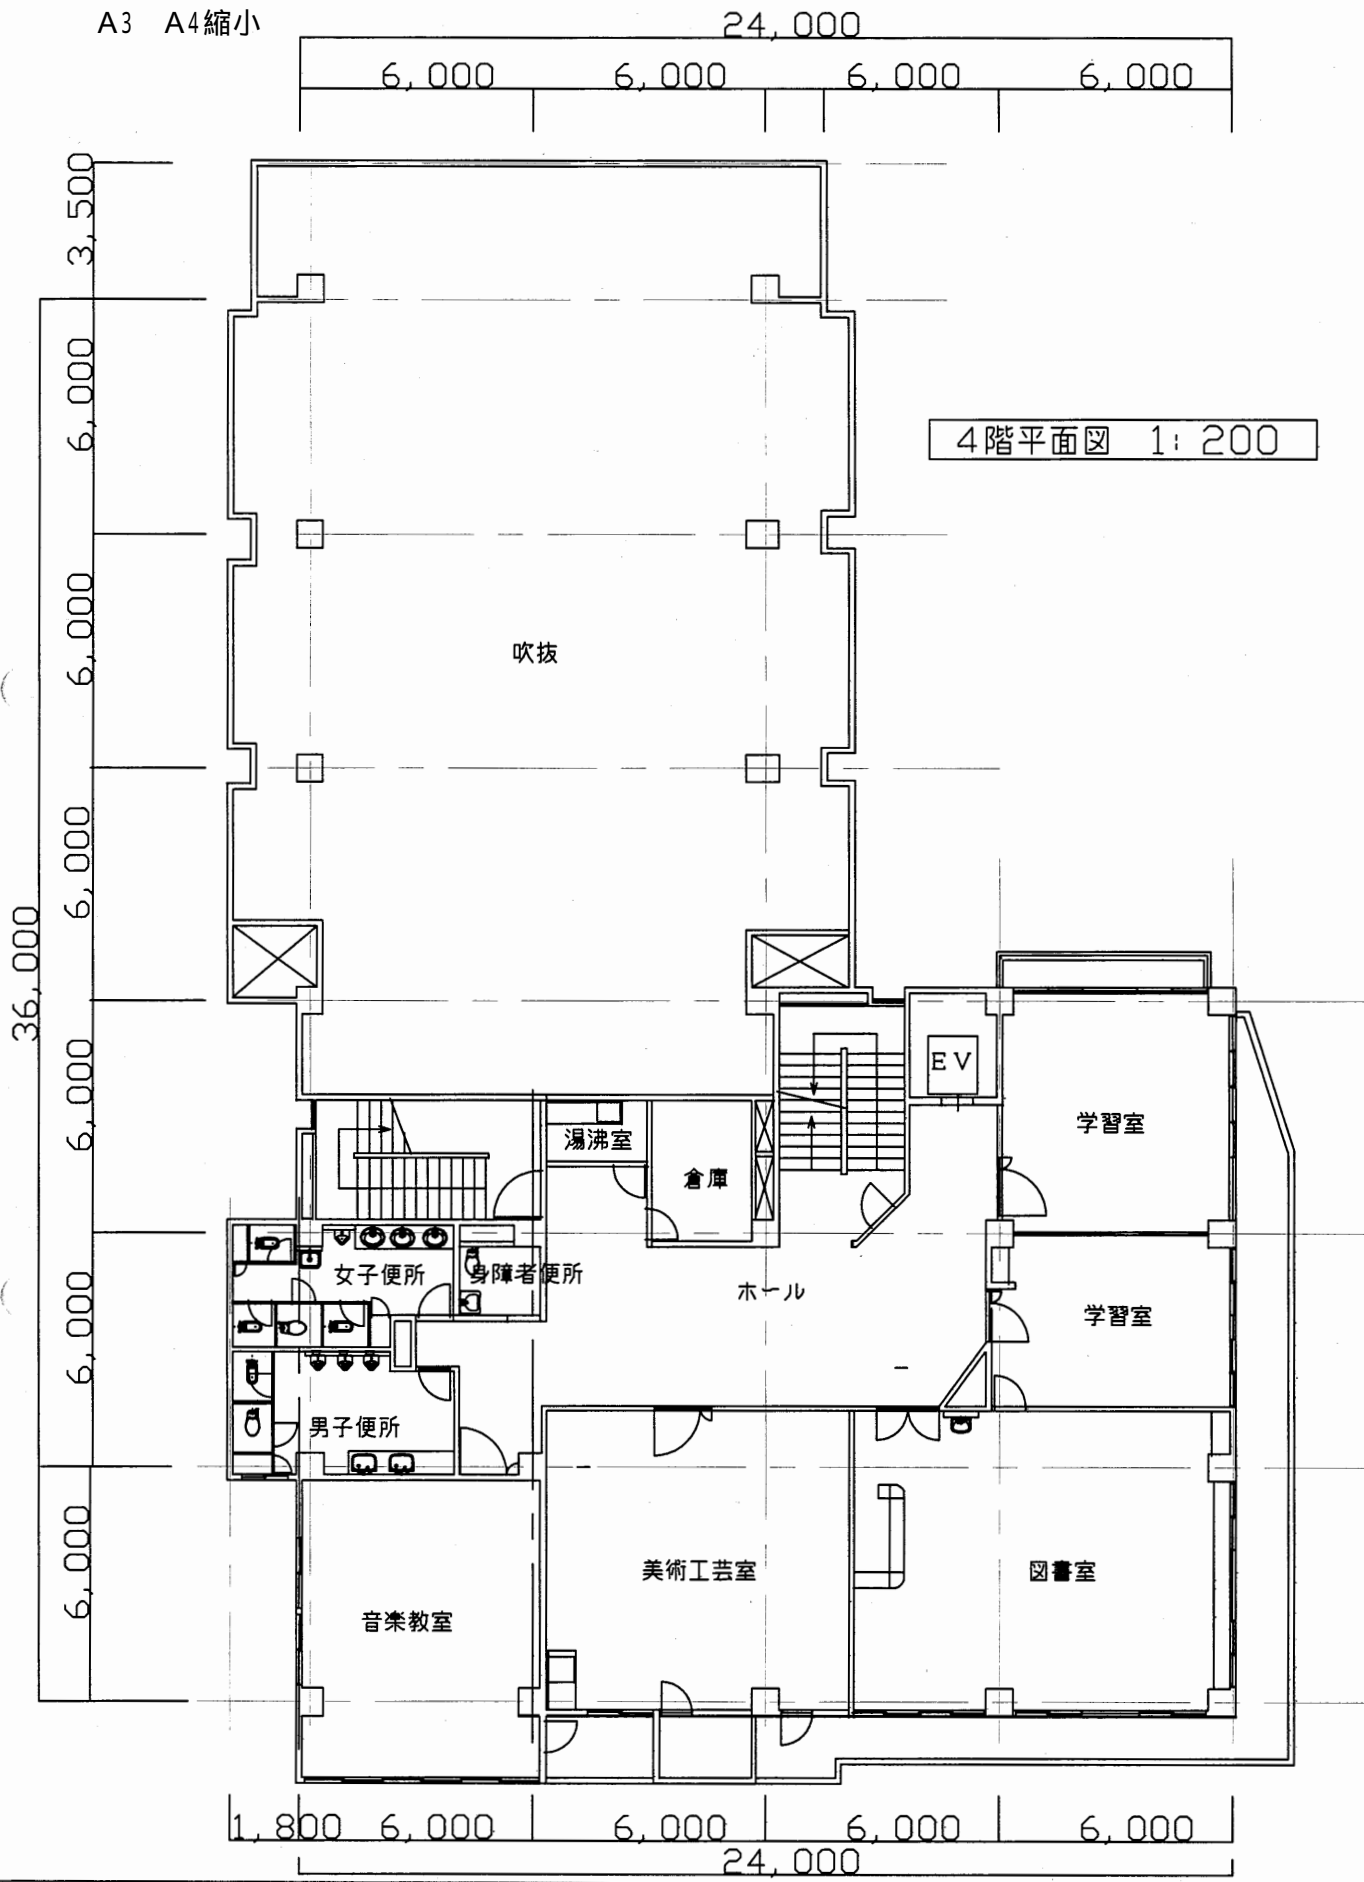 A3 A4縮小
24,000
6,000 6,000 6,000 6,000
3,500
6,000
4階平面図 1:200
6,000
吹抜
6,000
36,000
EV
6,000
学習室
湯沸室
倉庫
女子便所
身障者便所
ホール
6,000
学習室
男子便所
6,000
美術工芸室
図書室
音楽教室
1,800 6,000 6,000 6,000 6,000
24,000